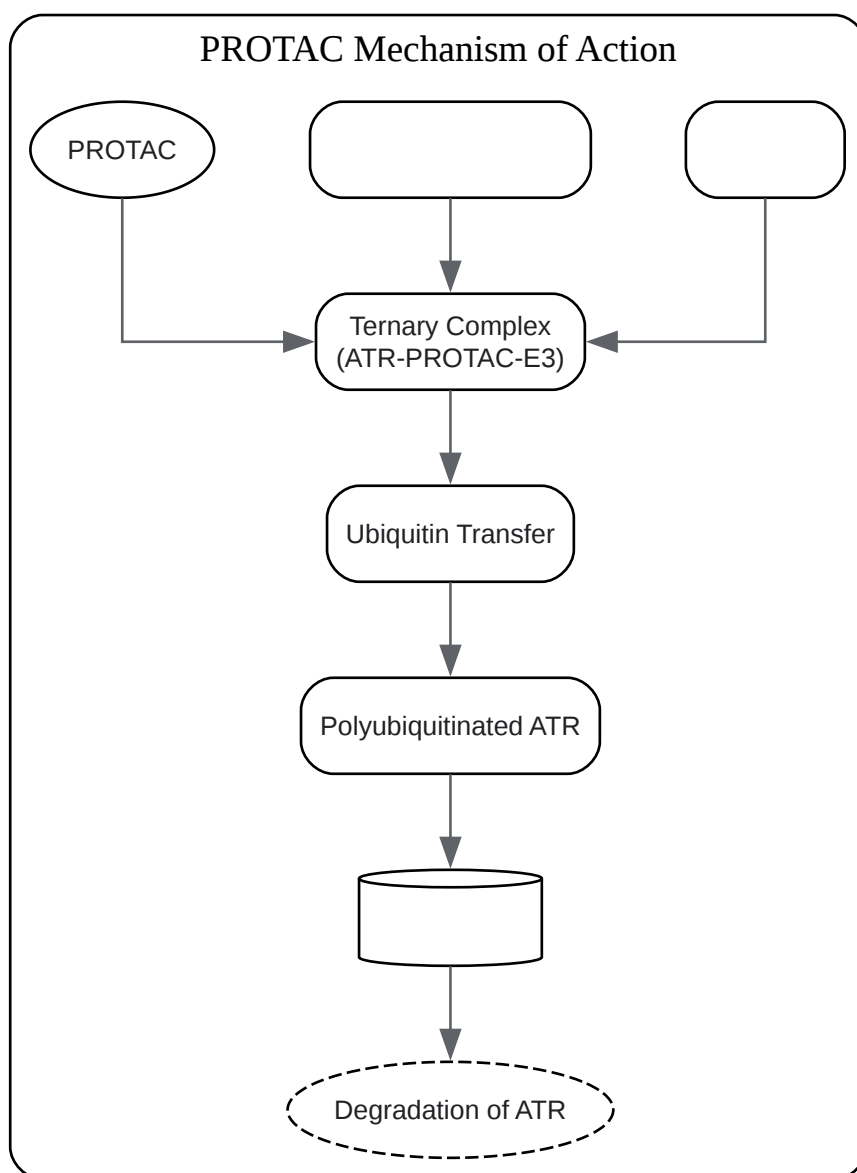 PROTAC Mechanism of Action
PROTAC
Ternary Complex
(ATR-PROTAC-E3)
Ubiquitin Transfer
Polyubiquitinated ATR
Degradation of ATR